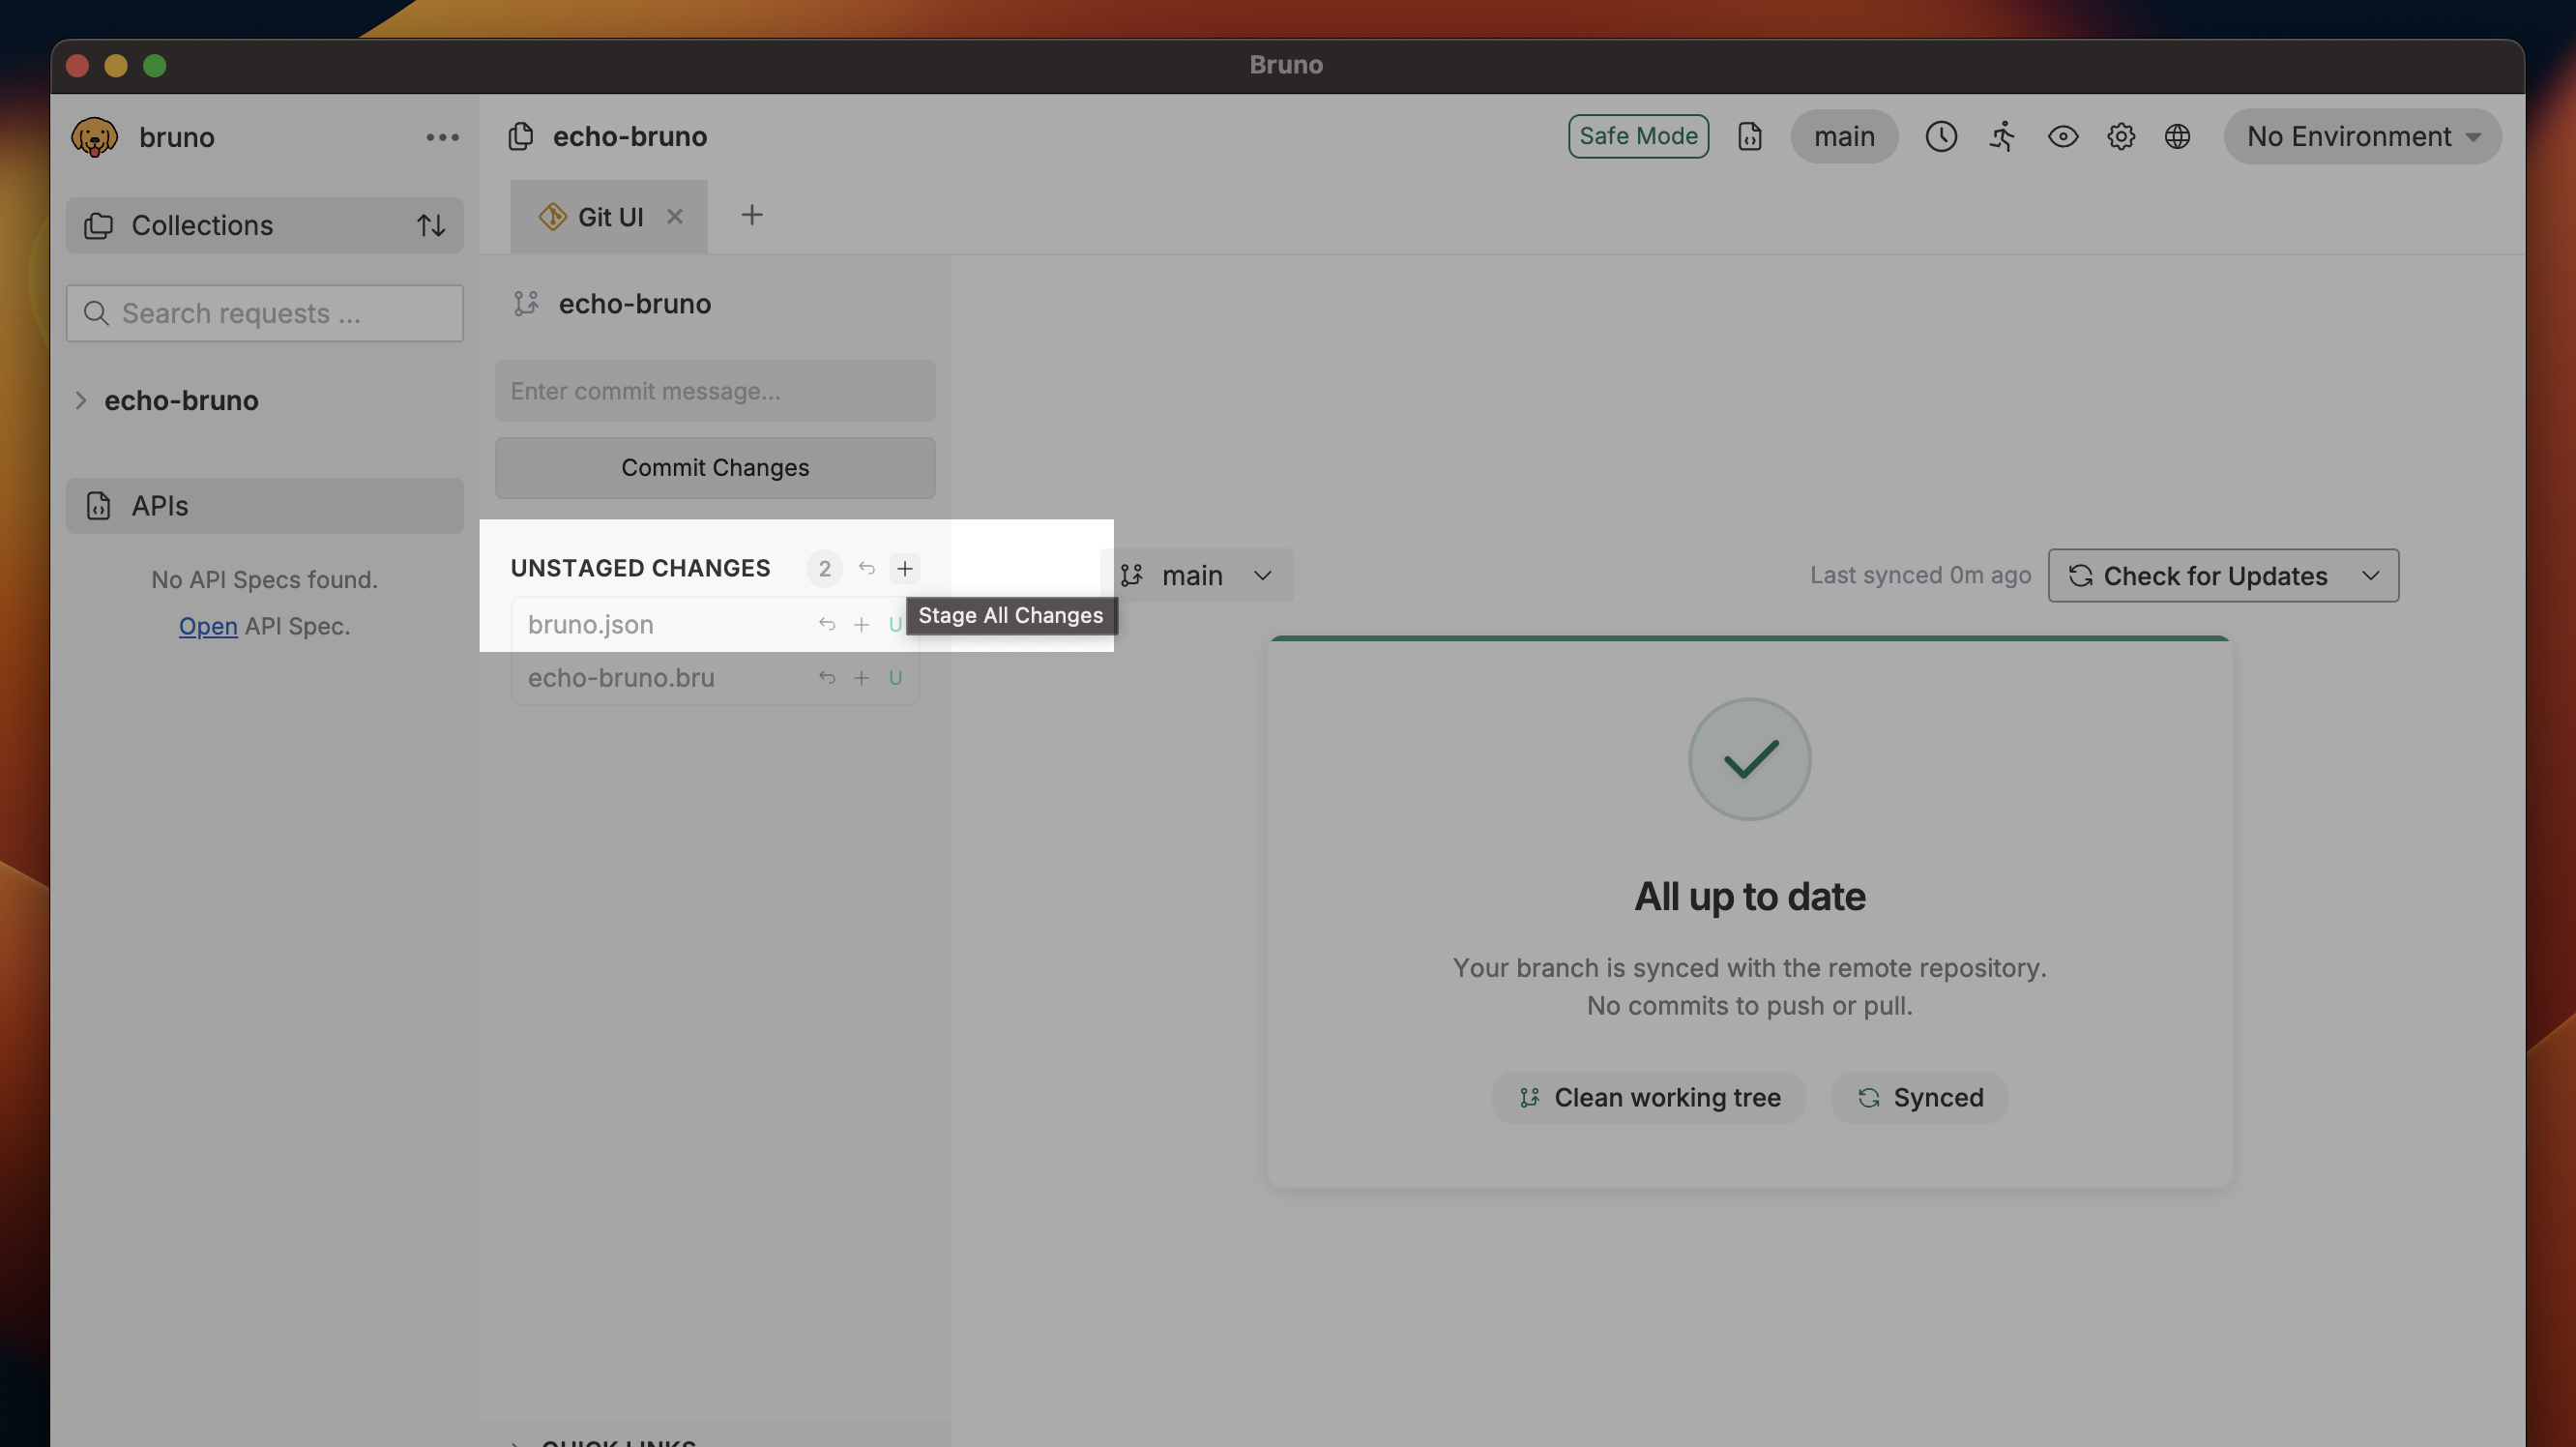 Bruno
bruno
echo-bruno
Safe Mode
main
No Environment
Collections
Git UI
Search requests ...
echo-bruno
echo-bruno
Enter commit message...
Commit Changes
APIs
No API Specs found.
Open API Spec.
UNSTAGED CHANGES 2
Stage All Changes
bruno.json U
echo-bruno.bru U
main
Last synced 0m ago
Check for Updates
All up to date
Your branch is synced with the remote repository.
No commits to push or pull.
Clean working tree
Synced
QUICK LINKS